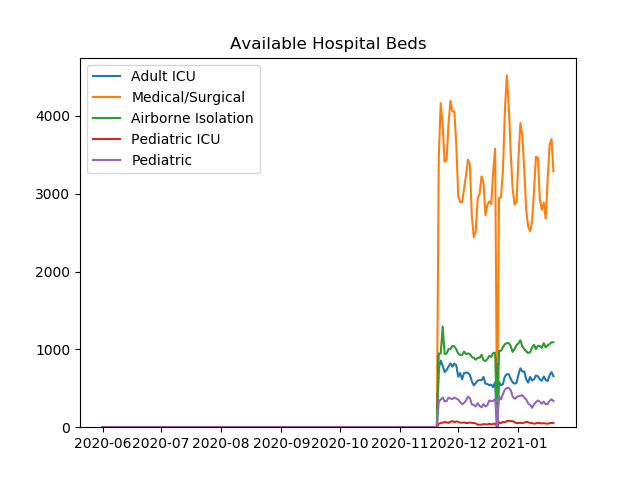 Available Hospital Beds
Adult ICU
Medical/Surgical
Airborne Isolation
Pediatric ICU
Pediatric
4000
3000
2000
1000
0
2020-06 2020-07 2020-08 2020-09 2020-10 2020-11 2020-12 2021-01